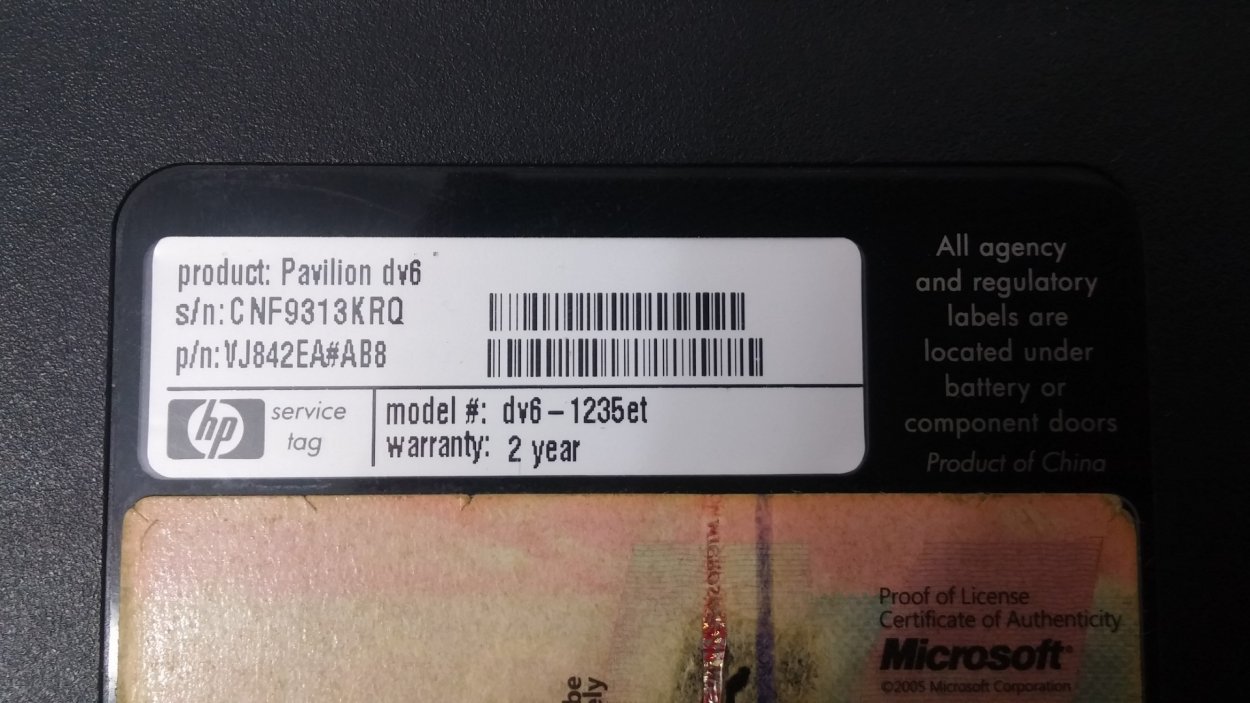 product: Pavilion dv6
s/n:CNF9313KRQ
p/n:VJ842EA#AB8
hp
service
tag
model #: dv6-1235et
warranty: 2 year
All agency
and regulatory
labels are
located under
battery or
component doors
Product of China
Proof of License
Certificate of Authenticity
Microsoft®
©2005 Microsoft Corporation
be
ely